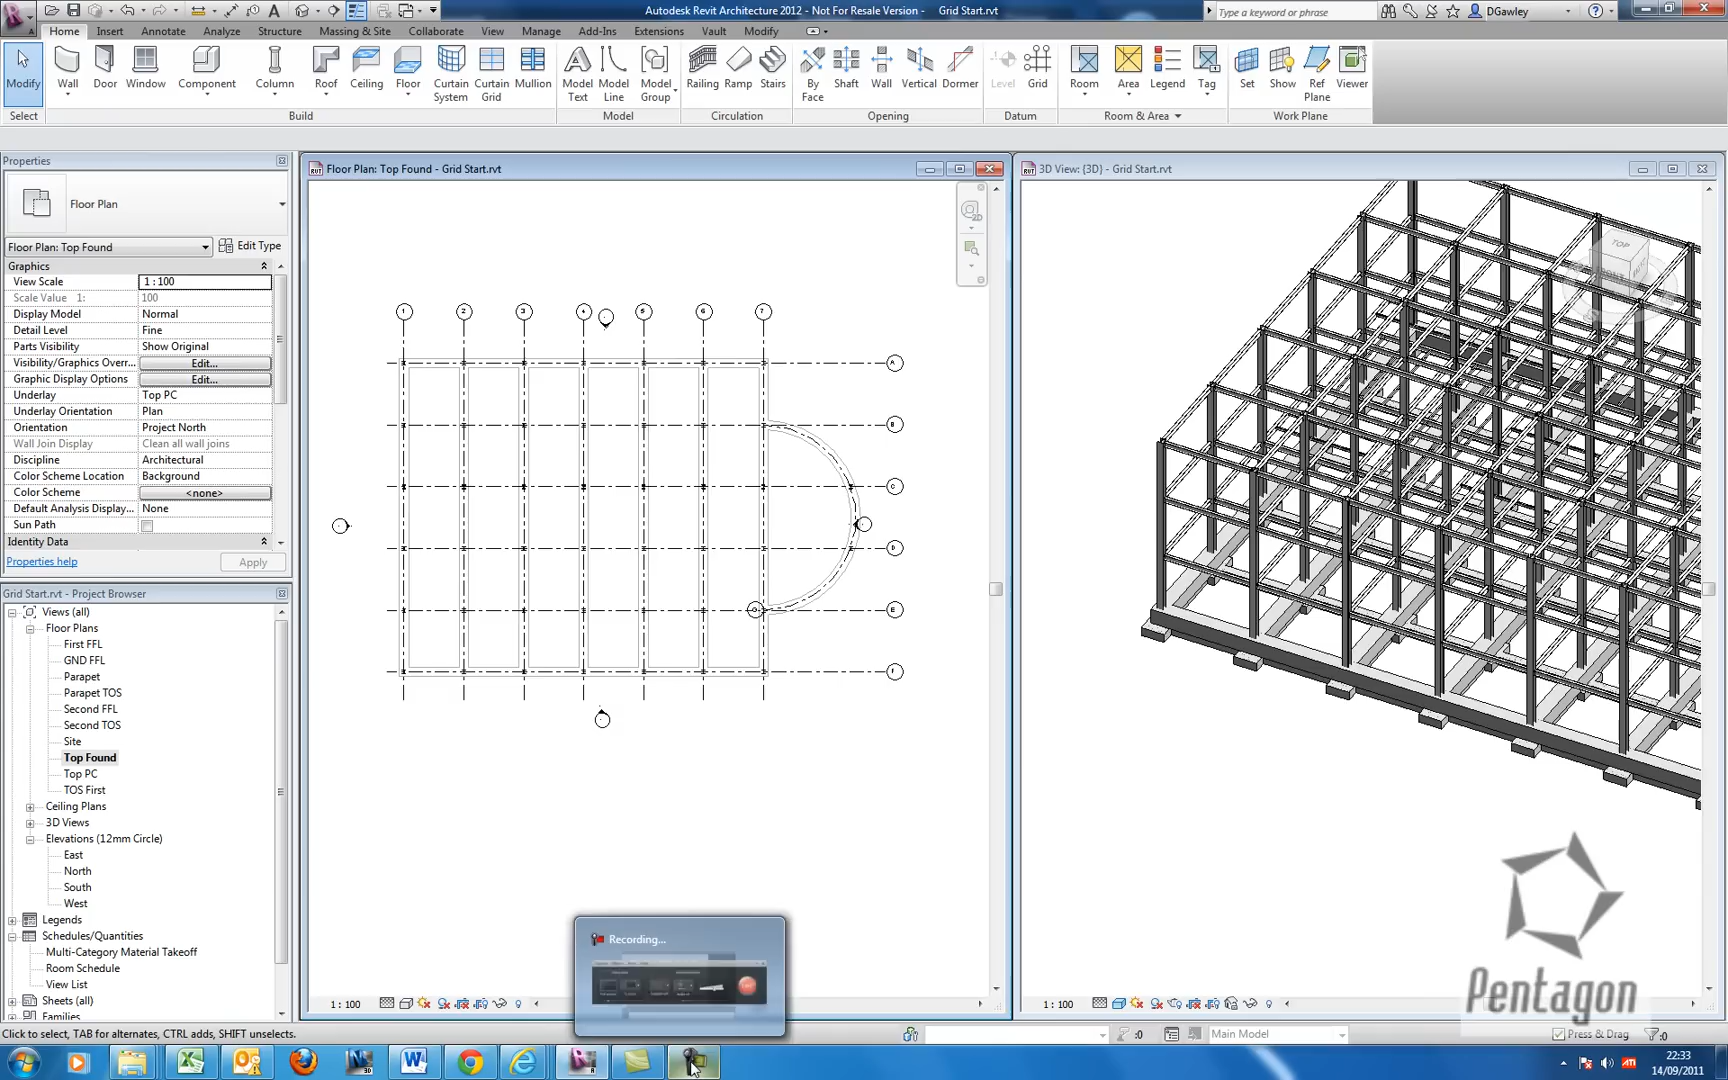 Autodesk Revit Architecture 2012 - Not For Resale Version - Grid Start.rvt
Type a keyword or phrase
DGawley
Home Insert Annotate Analyze Structure Massing & Site Collaborate View Manage Add-Ins Extensions Vault Modify
Modify Wall Door Window Component Column Roof Ceiling Floor Curtain System Curtain Grid Mullion Model Text Model Line Model Group Railing Ramp Stairs By Face Shaft Wall Vertical Dormer Level Grid Room Area Legend Tag Set Show Ref Plane Viewer
Select Build Model Circulation Opening Datum Room & Area Work Plane
Properties
Floor Plan
Floor Plan: Top Found Edit Type
Graphics
View Scale 1 : 100
Scale Value 1: 100
Display Model Normal
Detail Level Fine
Parts Visibility Show Original
Visibility/Graphics Overr... Edit...
Graphic Display Options Edit...
Underlay Top PC
Underlay Orientation Plan
Orientation Project North
Wall Join Display Clean all wall joins
Discipline Architectural
Color Scheme Location Background
Color Scheme <none>
Default Analysis Display... None
Sun Path
Identity Data
Properties help Apply
Grid Start.rvt - Project Browser
Views (all)
Floor Plans
First FFL
GND FFL
Parapet
Parapet TOS
Second FFL
Second TOS
Site
Top Found
Top PC
TOS First
Ceiling Plans
3D Views
Elevations (12mm Circle)
East
North
South
West
Legends
Schedules/Quantities
Multi-Category Material Takeoff
Room Schedule
View List
Sheets (all)
Families
Floor Plan: Top Found - Grid Start.rvt
1 2 3 4 5 6 7
A
B
C
D
E
F
G
1 : 100
3D View: {3D} - Grid Start.rvt
TOP
FRONT
1 : 100
Recording...
Pentagon
Click to select, TAB for alternates, CTRL adds, SHIFT unselects.
:0
Main Model
Press & Drag
:0
22:33
14/09/2011